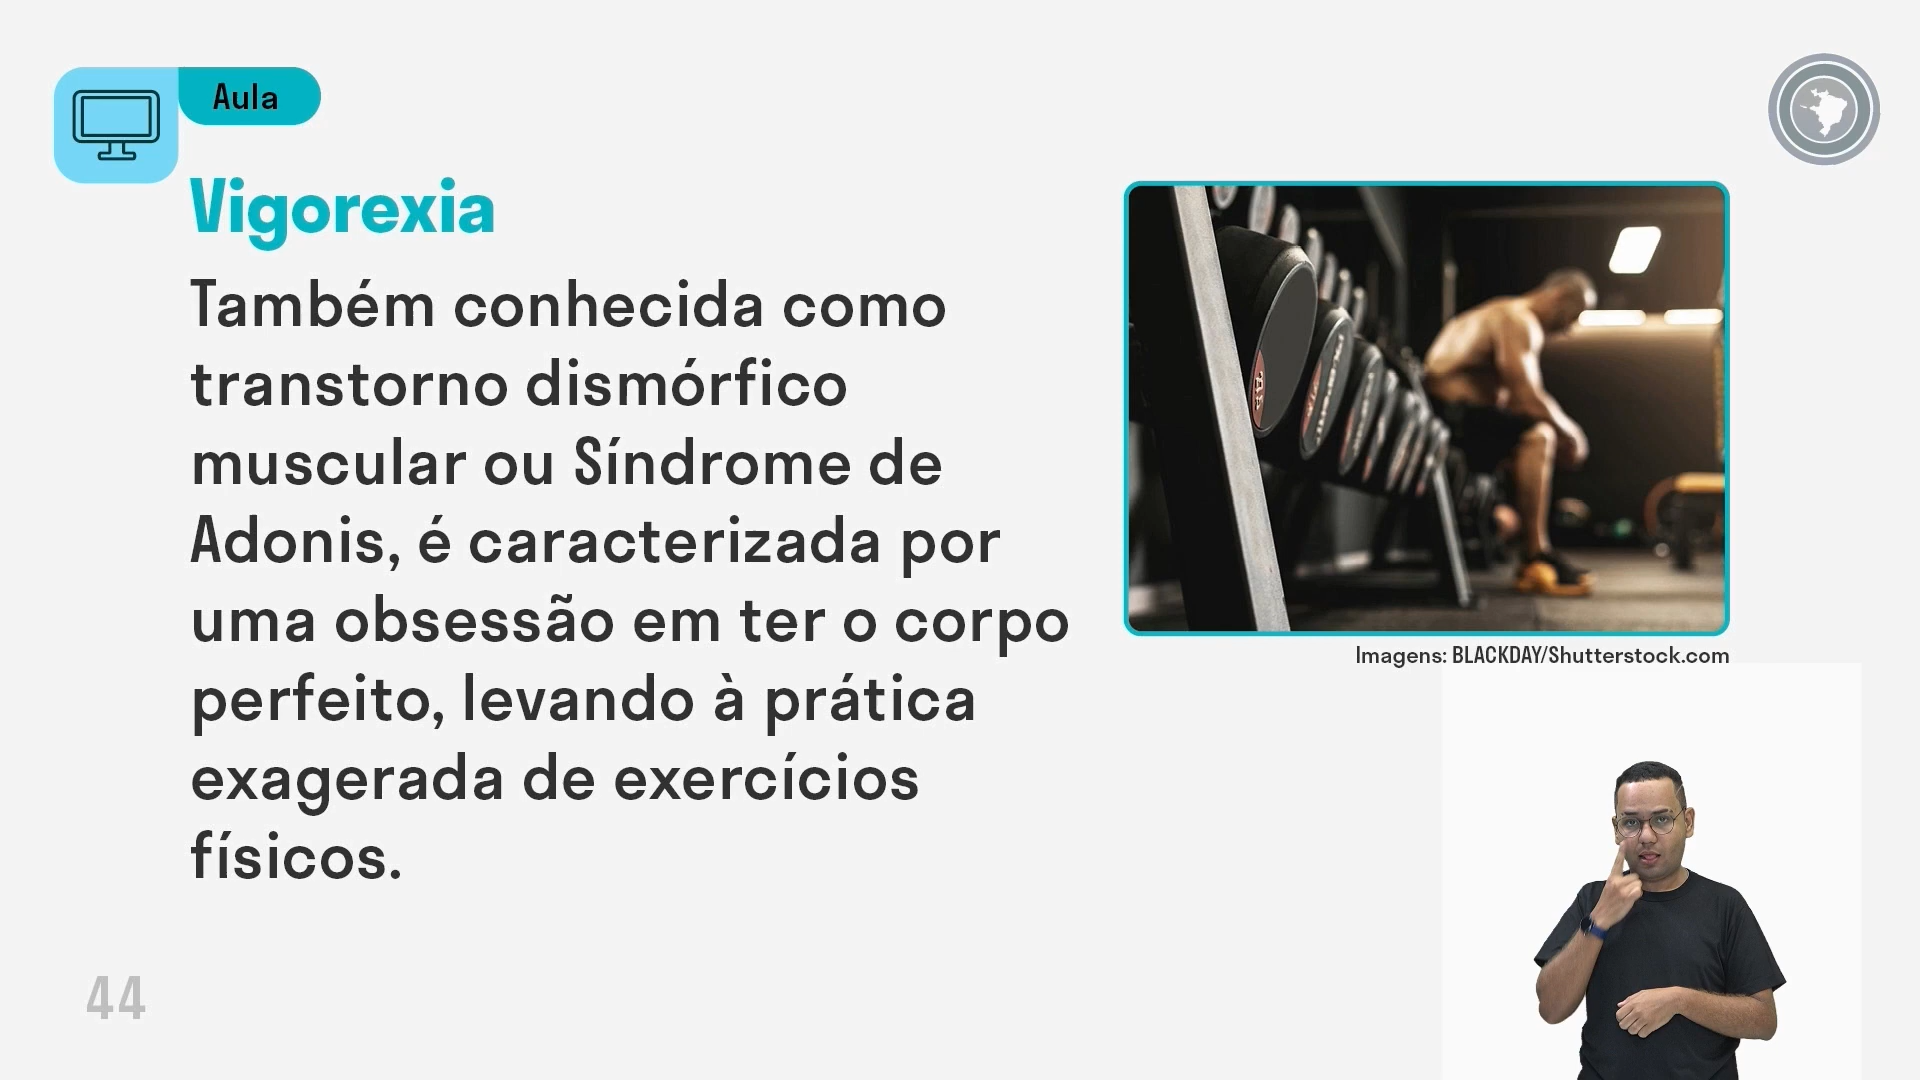 Aula
Vigorexia
Também conhecida como
transtorno dismórfico
muscular ou Síndrome de
Adonis, é caracterizada por
uma obsessão em ter o corpo
perfeito, levando à prática
exagerada de exercícios
físicos.
Imagens: BLACKDAY/Shutterstock.com
44